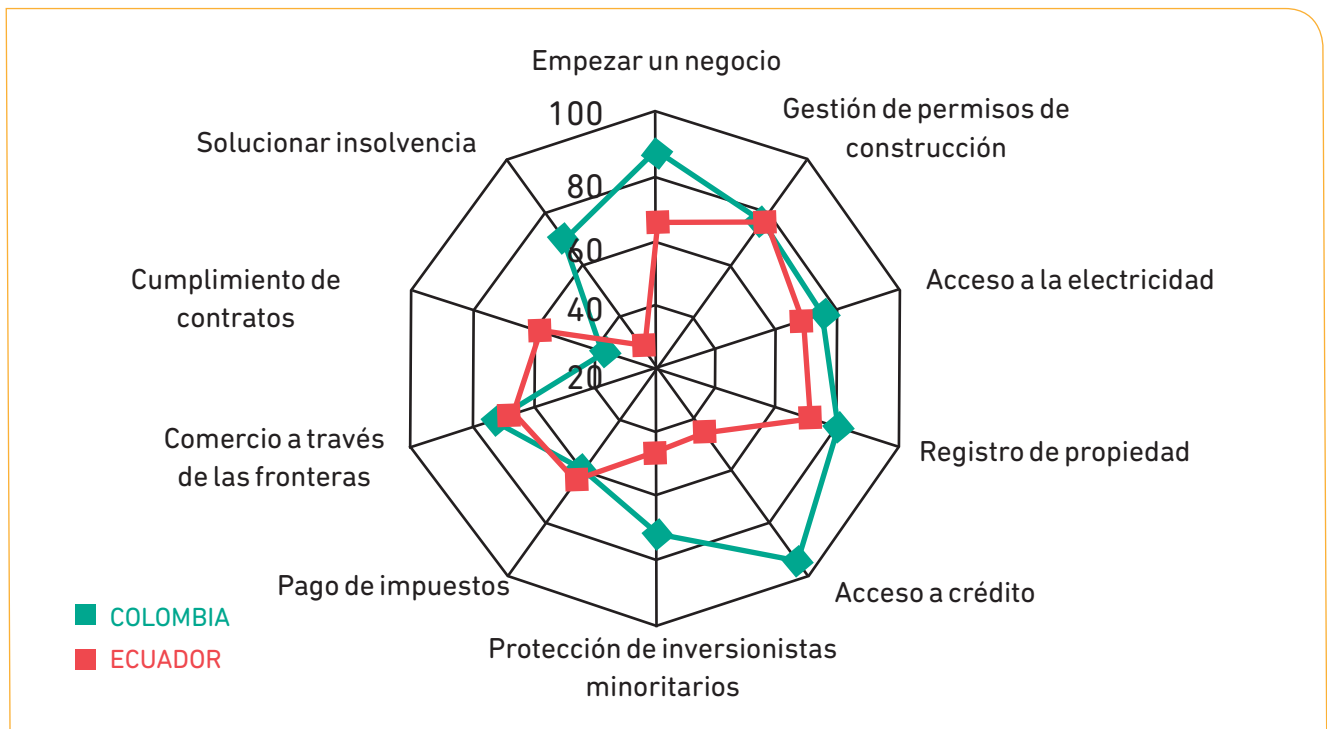 Empezar un negocio
100
Gestión de permisos de
construcción
Solucionar insolvencia
80
60
Acceso a la electricidad
Cumplimiento de
contratos
40
20
Comercio a través
de las fronteras
Registro de propiedad
Pago de impuestos
Acceso a crédito
Protección de inversionistas
minoritarios
COLOMBIA
ECUADOR